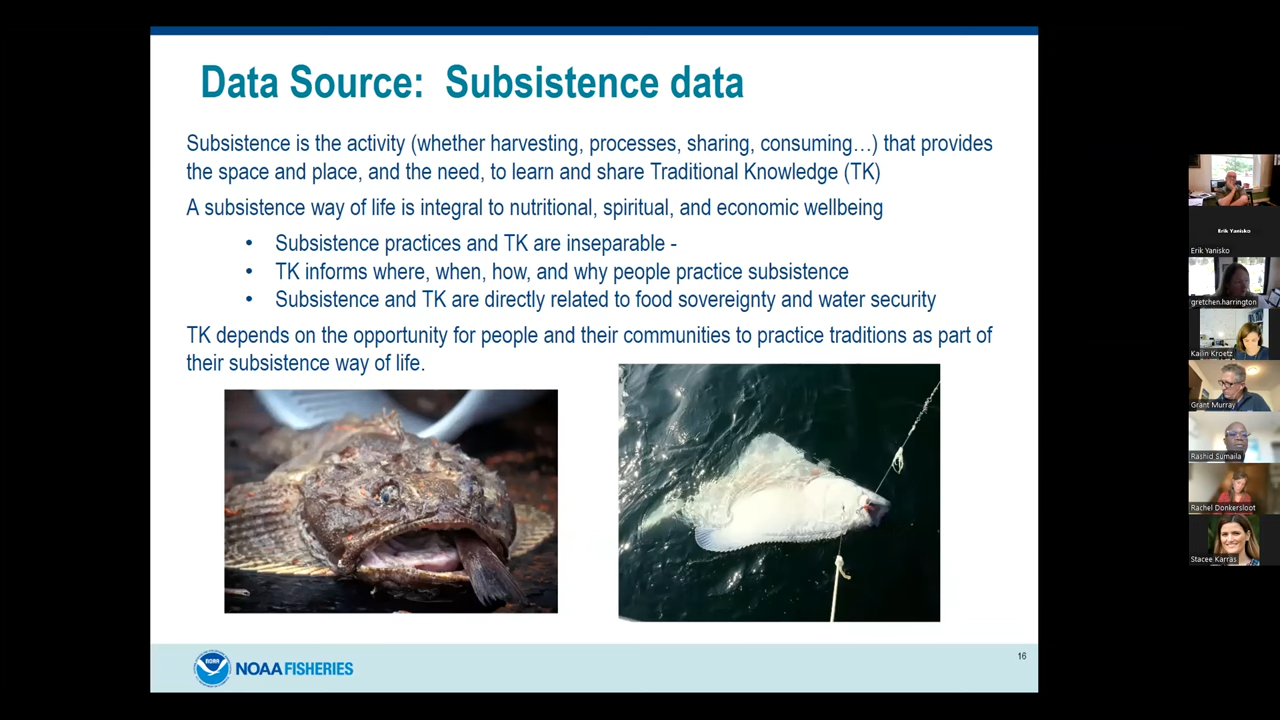 Data Source: Subsistence data
Subsistence is the activity (whether harvesting, processes, sharing, consuming…) that provides
the space and place, and the need, to learn and share Traditional Knowledge (TK)
A subsistence way of life is integral to nutritional, spiritual, and economic wellbeing
• Subsistence practices and TK are inseparable -
• TK informs where, when, how, and why people practice subsistence
• Subsistence and TK are directly related to food sovereignty and water security
TK depends on the opportunity for people and their communities to practice traditions as part of
their subsistence way of life.
NOAA
NOAA FISHERIES
16
Erik Yanisko
Erik Yanisko
gretchen.harrington
Kailin Kroetz
Grant Murray
Rashid Sumaila
Rachel Donkersloot
Stacee Karras